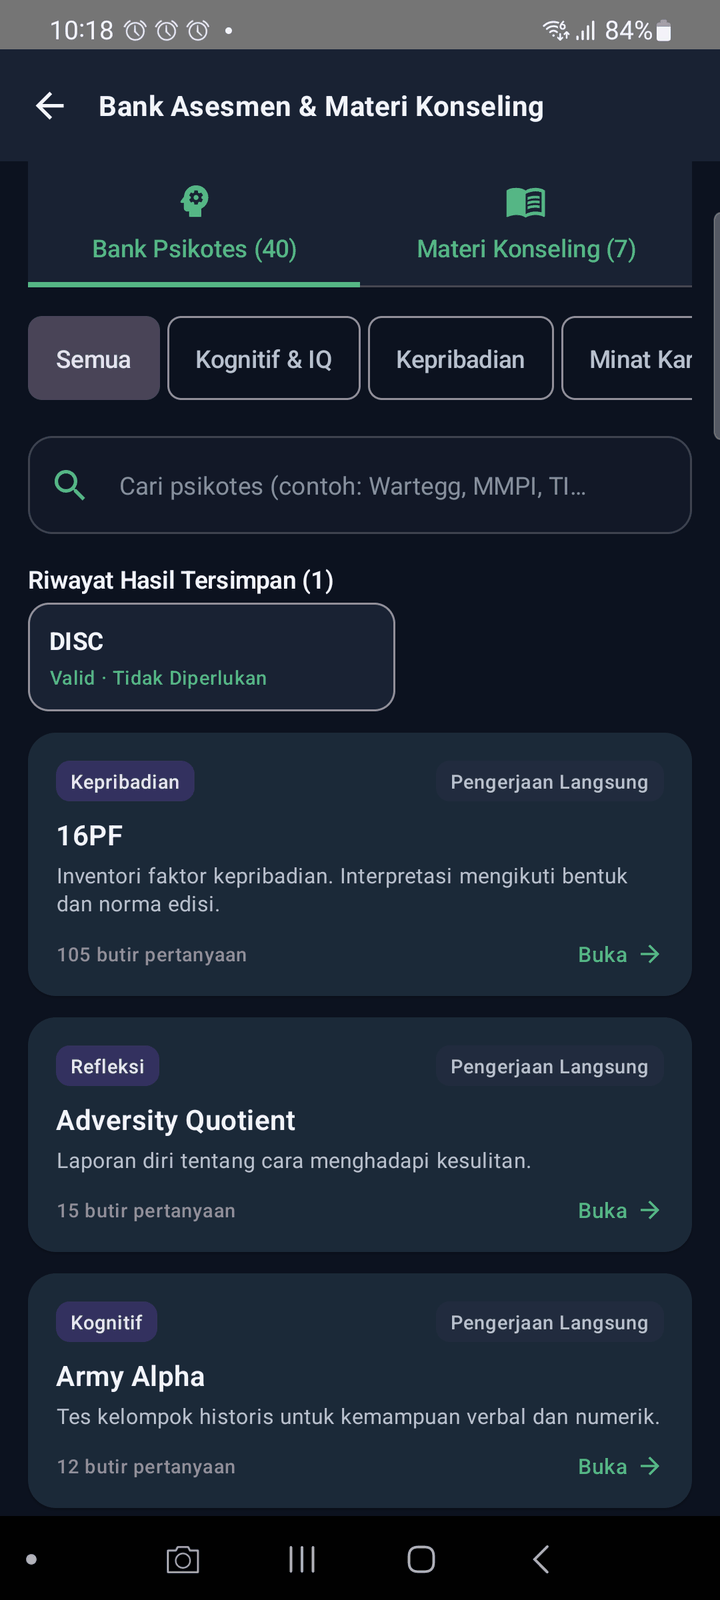 10:18
84%
Bank Asesmen & Materi Konseling
Bank Psikotes (40)
Materi Konseling (7)
Semua
Kognitif & IQ
Kepribadian
Minat Kar
Cari psikotes (contoh: Wartegg, MMPI, TI...
Riwayat Hasil Tersimpan (1)
DISC
Valid · Tidak Diperlukan
Kepribadian
Pengerjaan Langsung
16PF
Inventori faktor kepribadian. Interpretasi mengikuti bentuk
dan norma edisi.
105 butir pertanyaan
Buka
Refleksi
Pengerjaan Langsung
Adversity Quotient
Laporan diri tentang cara menghadapi kesulitan.
15 butir pertanyaan
Buka
Kognitif
Pengerjaan Langsung
Army Alpha
Tes kelompok historis untuk kemampuan verbal dan numerik.
12 butir pertanyaan
Buka